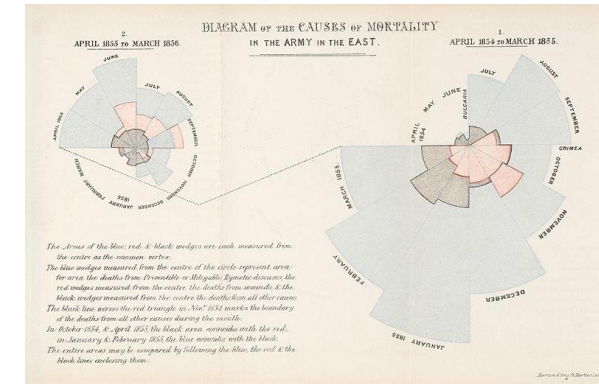 DIAGRAM OF THE CAUSES OF MORTALITY
IN THE ARMY IN THE EAST.
2.
APRIL 1855 TO MARCH 1856.
1.
APRIL 1854 TO MARCH 1855.
APRIL 1855
MAY
JUNE
JULY
AUGUST
SEPTEMBER
OCTOBER
NOVEMBER
DECEMBER
JANUARY
1856
FEBRUARY
MARCH
APRIL
1854
MAY
JUNE
JULY
BULGARIA
AUGUST
SEPTEMBER
CRIMEA
OCTOBER
NOVEMBER
DECEMBER
JANUARY 1855
FEBRUARY
MARCH 1855
The Areas of the blue, red, & black wedges are each measured from
the centre as the common vertex.
The blue wedges measured from the centre of the circle represent area
for area the deaths from Preventible or Mitigable Zymotic diseases, the
red wedges measured from the centre the deaths from wounds, & the
black wedges measured from the centre the deaths from all other causes.
The black line across the red triangle in Nov.r 1854 marks the boundary
of the deaths from all other causes during the month.
In October 1854, & April 1855, the black area coincides with the red,
in January & February 1855, the blue coincides with the black.
The entire areas may be compared by following the blue, the red & the
black lines enclosing them.